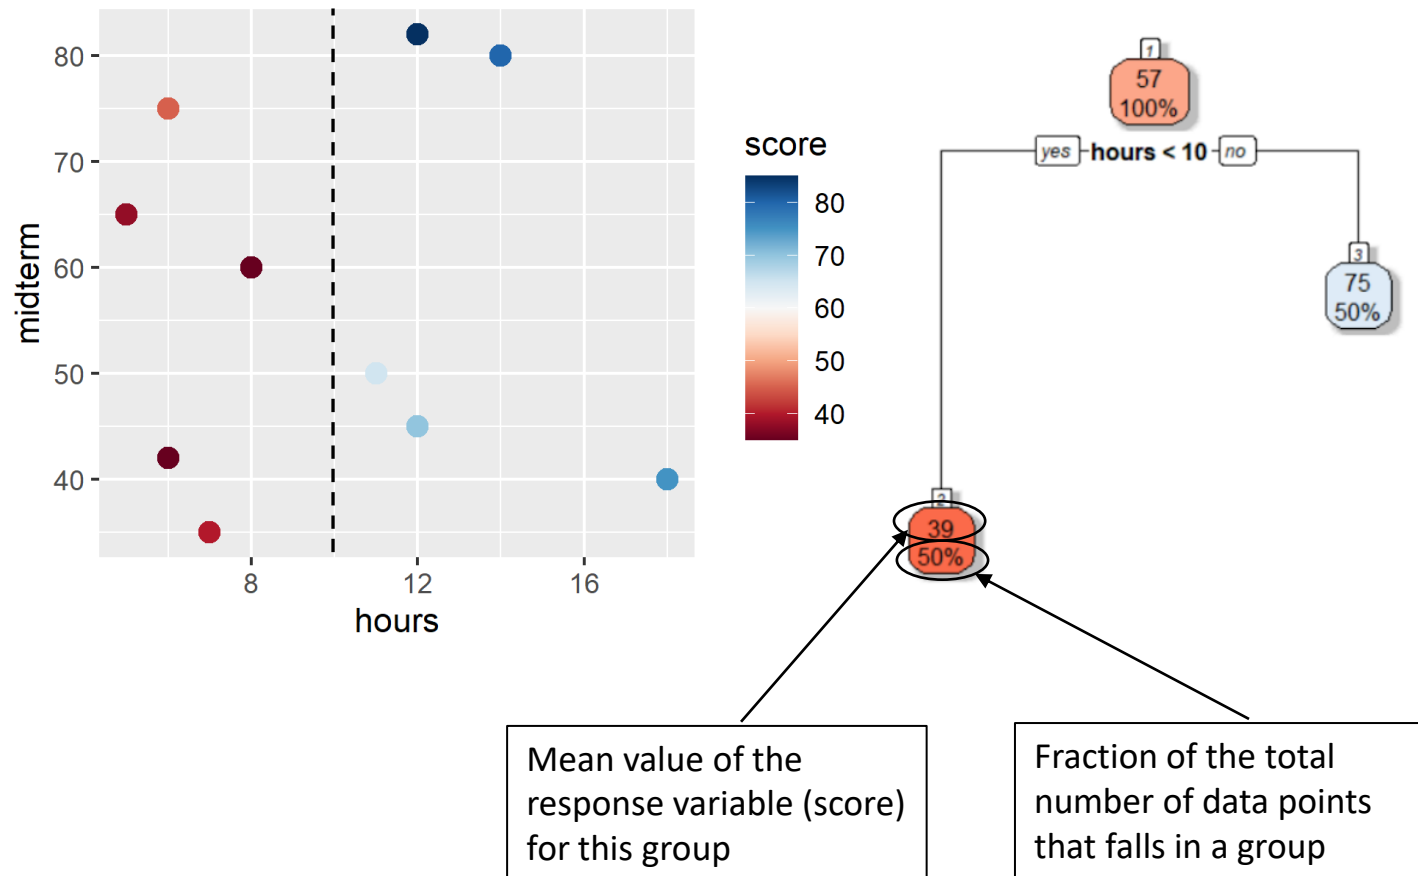 midterm
80
70
60
50
40
8
12
16
hours
score
80
70
60
50
40
1
57
100%
yes
hours < 10
no
3
75
50%
2
39
50%
Mean value of the
response variable (score)
for this group
Fraction of the total
number of data points
that falls in a group